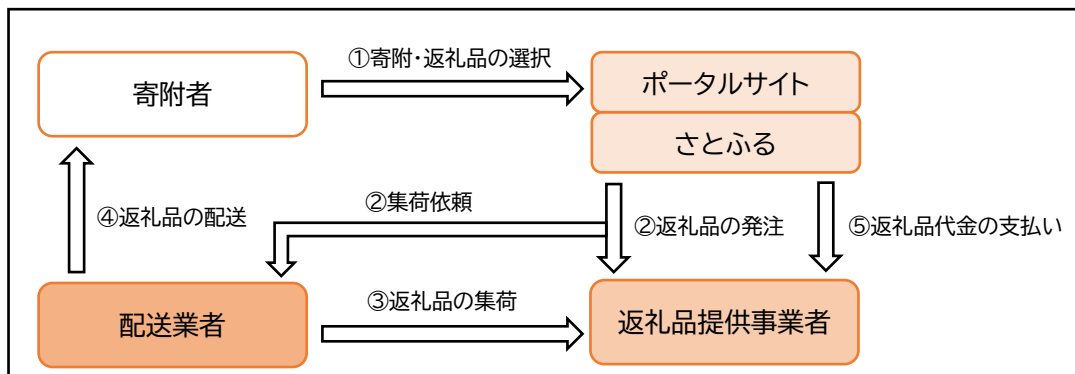 ①寄附・返礼品の選択
寄附者
ポータルサイト
さとふる
②集荷依頼
④返礼品の配送
②返礼品の発注
⑤返礼品代金の支払い
③返礼品の集荷
配送業者
返礼品提供事業者